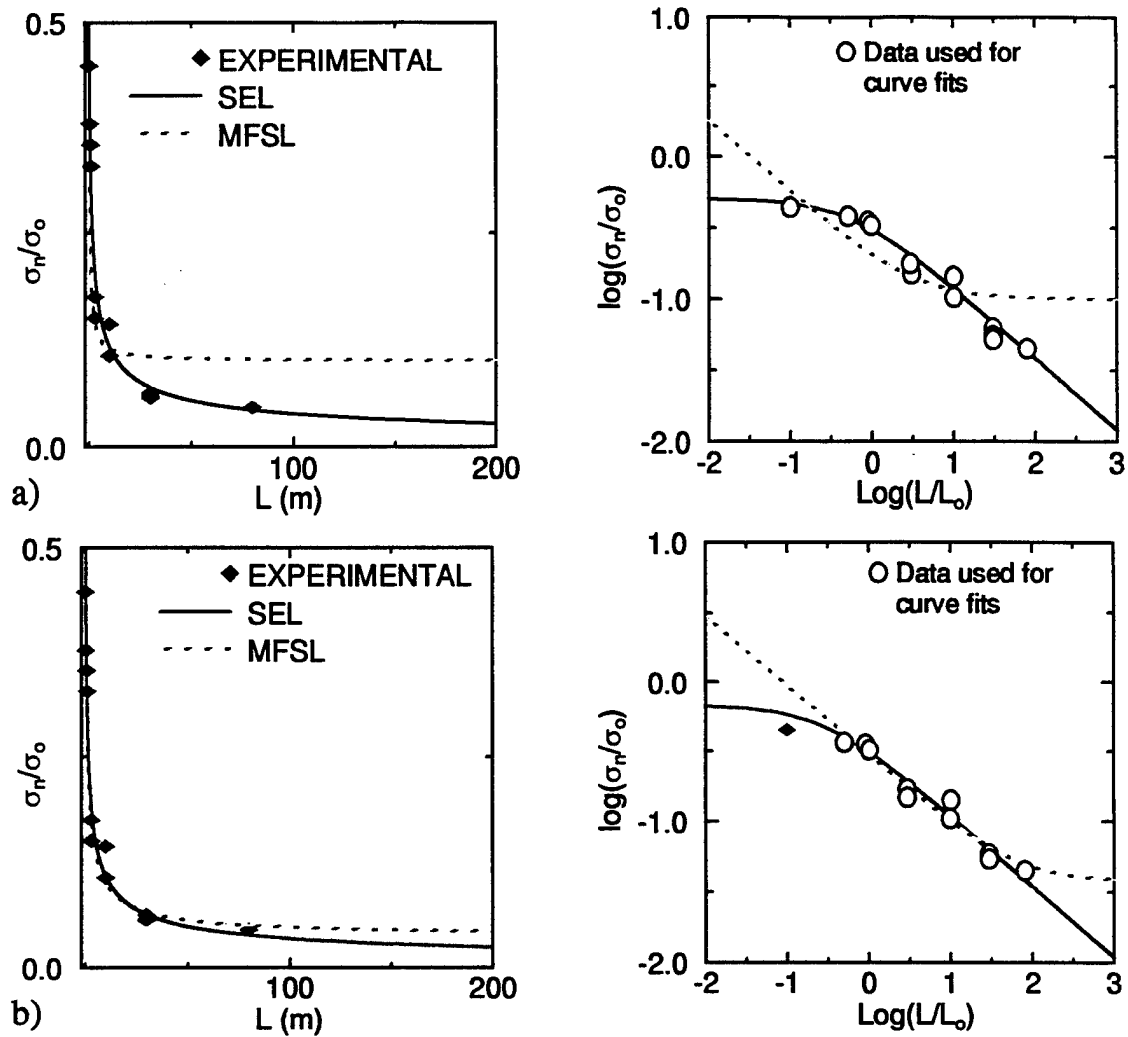 0.5
EXPERIMENTAL
SEL
MFSL
σn/σo
0.0
100
200
L (m)
a)
1.0
Data used for
curve fits
0.0
log(σn/σo)
-1.0
-2.0
-2
-1
0
1
2
3
Log(L/Lo)
0.5
EXPERIMENTAL
SEL
MFSL
σn/σo
0.0
100
200
L (m)
b)
1.0
Data used for
curve fits
0.0
log(σn/σo)
-1.0
-2.0
-2
-1
0
1
2
3
Log(L/Lo)